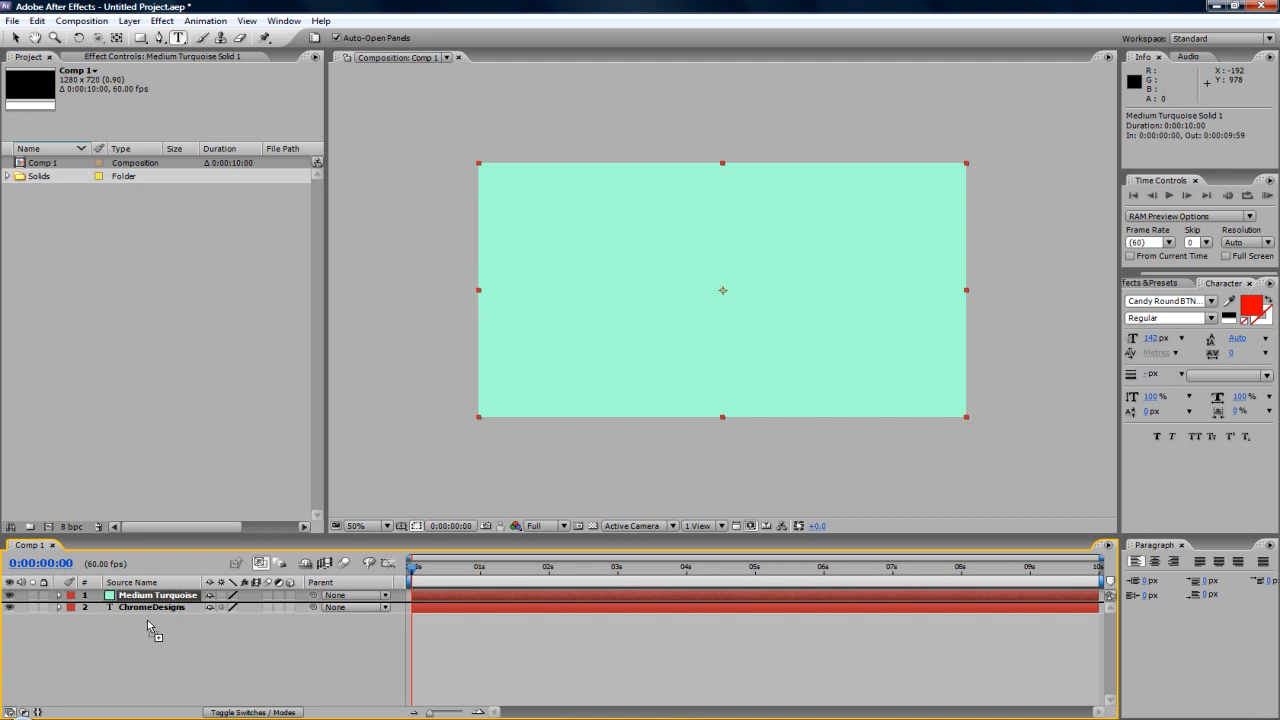 Adobe After Effects - Untitled Project.aep *
File Edit Composition Layer Effect Animation View Window Help
Auto-Open Panels
Workspace: Standard
Project Effect Controls: Medium Turquoise Solid 1
Comp 1
1280 x 720 (0.90)
Δ 0:00:10:00, 60.00 fps
Name Type Size Duration File Path
Comp 1 Composition Δ 0:00:10:00
Solids Folder
8 bpc
Composition: Comp 1
50% 0:00:00:00 Full Active Camera 1 View +0.0
Info Audio
R: X: -192
G: Y: 978
B:
A: 0
Medium Turquoise Solid 1
Duration: 0:00:10:00
In: 0:00:00:00, Out: 0:00:09:59
Time Controls
RAM Preview Options
Frame Rate Skip Resolution
(60) 0 Auto
From Current Time Full Screen
fects&Presets Character
Candy Round BTN...
Regular
142 px Auto
Metrics 0
- px
100 % 100 %
0 px 0 %
T T TT Tt T¹ T₁
Comp 1
0:00:00:00 (60.00 fps)
0s 01s 02s 03s 04s 05s 06s 07s 08s 09s 10s
# Source Name Parent
1 Medium Turquoise None
2 T ChromeDesigns None
Toggle Switches / Modes
Paragraph
0 px 0 px 0 px
0 px 0 px